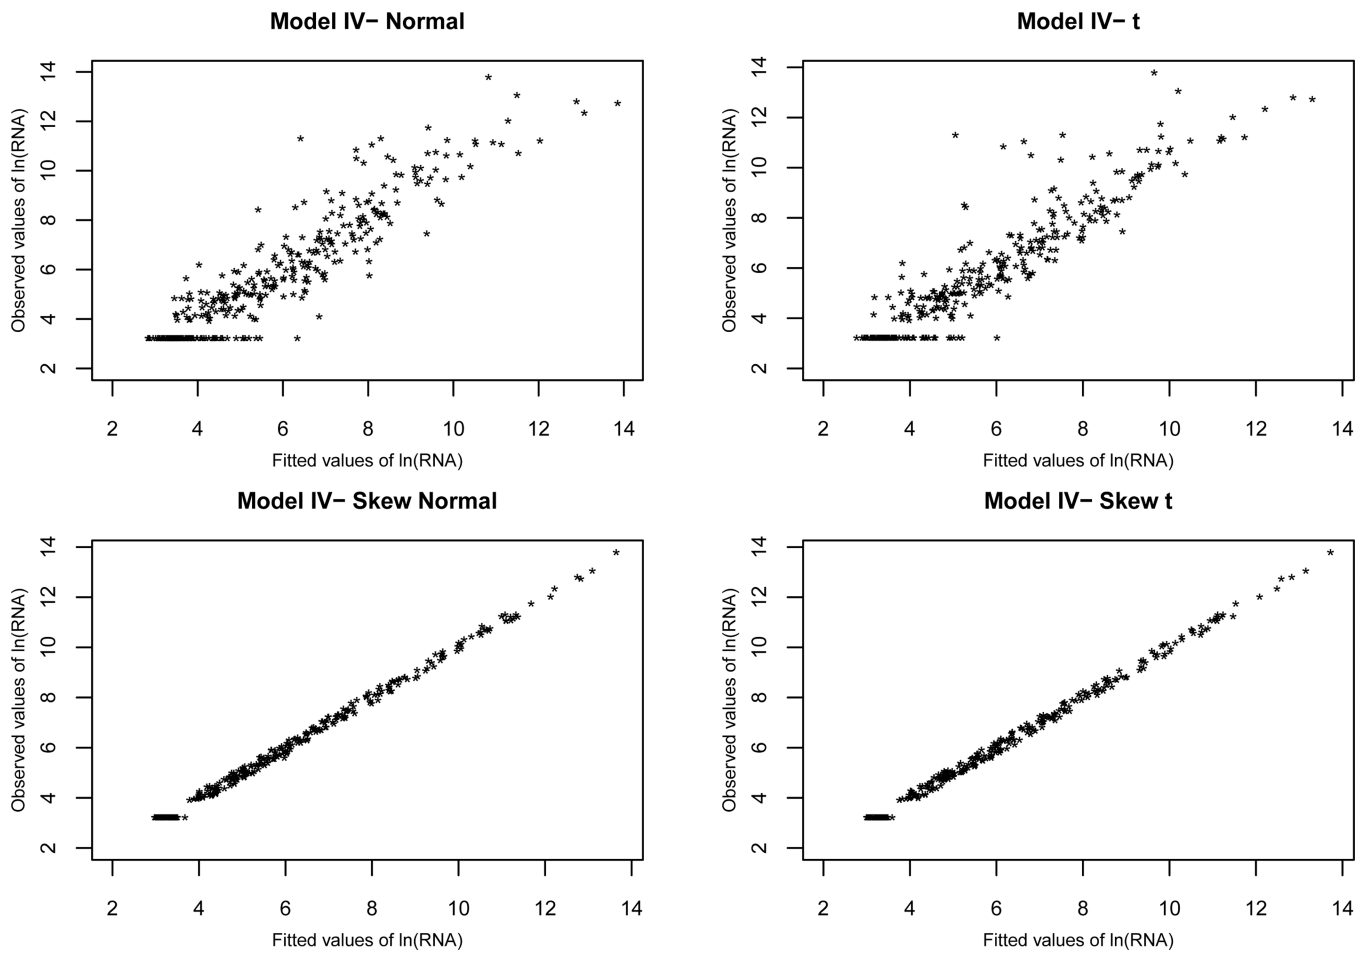 Model IV− Normal
Observed values of ln(RNA)
14
12
10
8
6
4
2
2 4 6 8 10 12 14
Fitted values of ln(RNA)
Model IV− t
Observed values of ln(RNA)
14
12
10
8
6
4
2
2 4 6 8 10 12 14
Fitted values of ln(RNA)
Model IV− Skew Normal
Observed values of ln(RNA)
14
12
10
8
6
4
2
2 4 6 8 10 12 14
Fitted values of ln(RNA)
Model IV− Skew t
Observed values of ln(RNA)
14
12
10
8
6
4
2
2 4 6 8 10 12 14
Fitted values of ln(RNA)